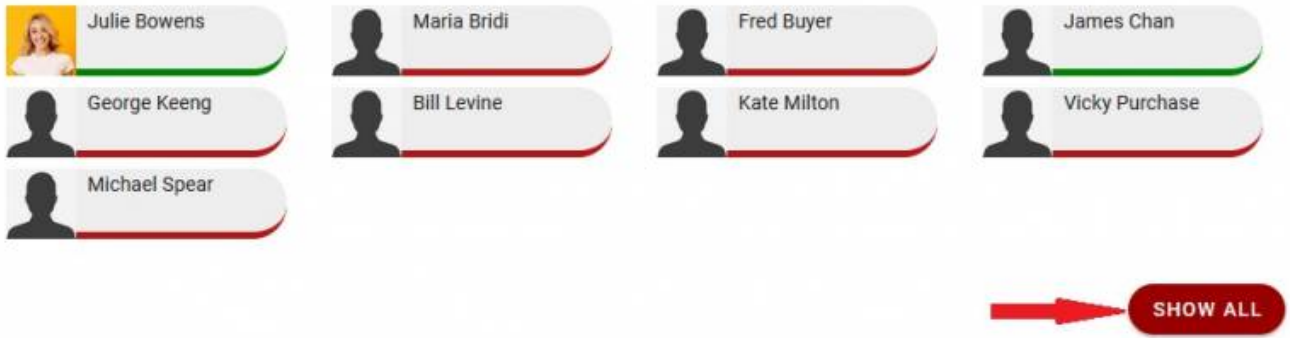 Julie Bowens
Maria Bridi
Fred Buyer
James Chan
George Keeng
Bill Levine
Kate Milton
Vicky Purchase
Michael Spear
SHOW ALL